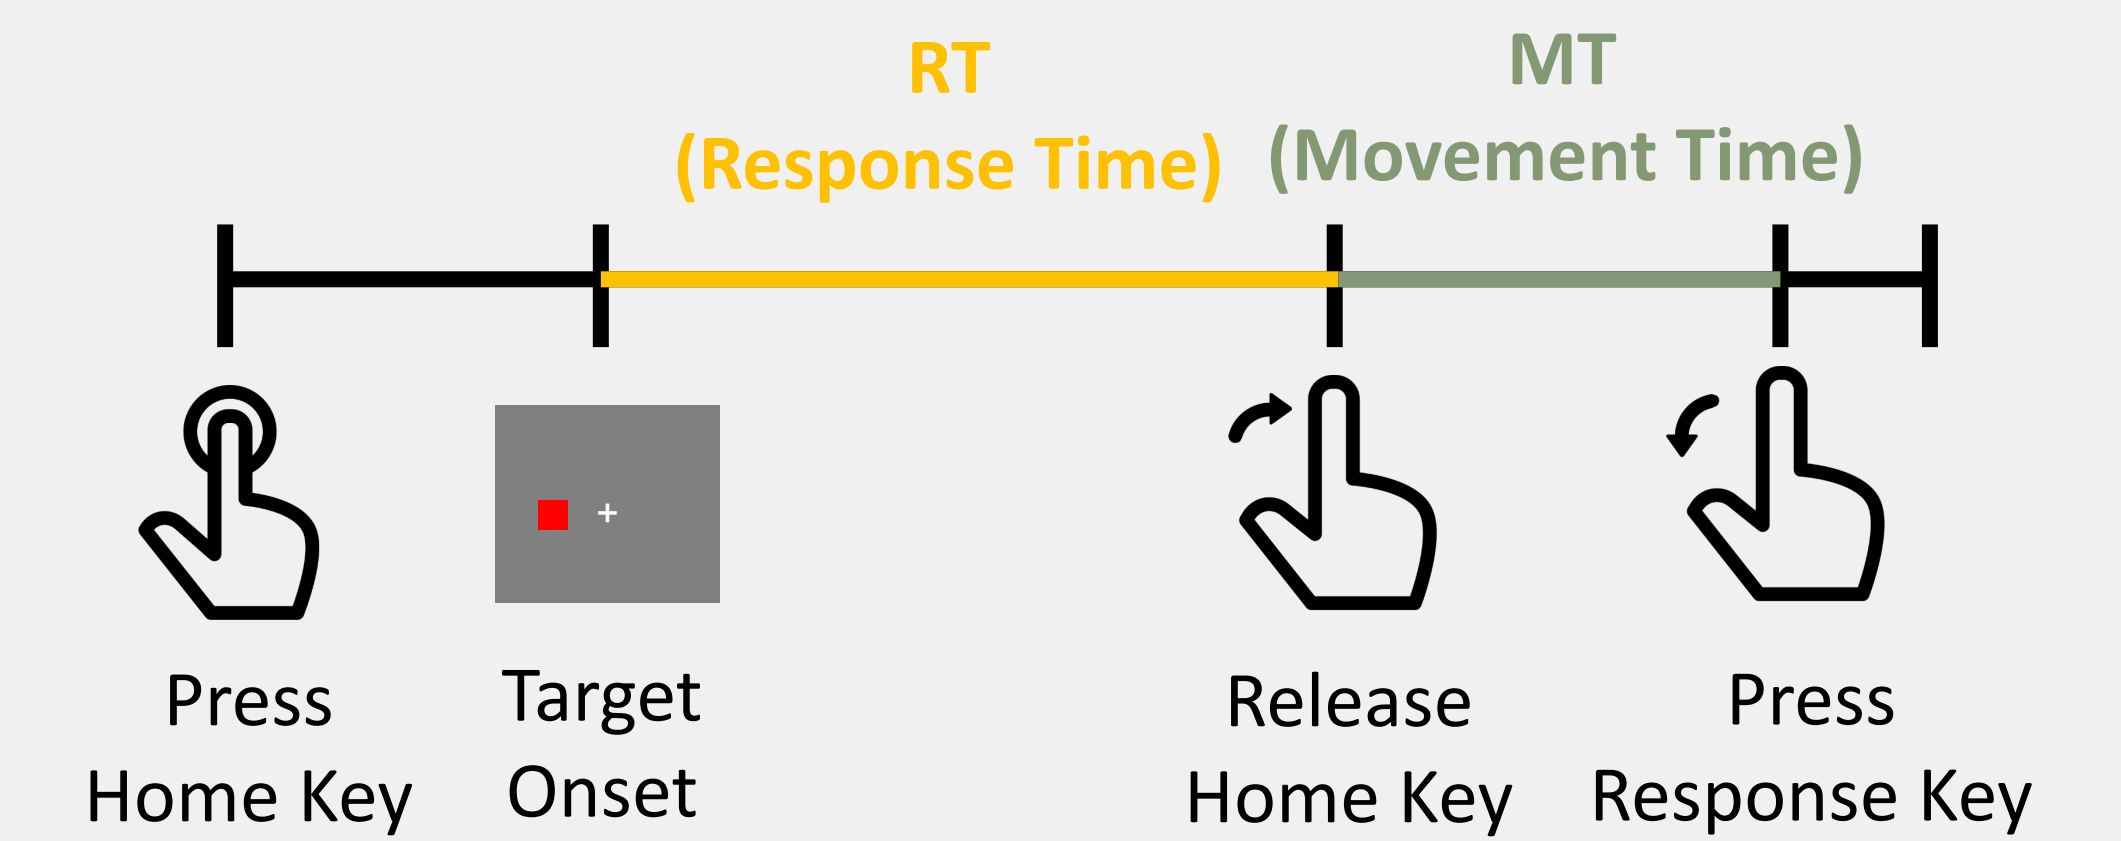 RT
(Response Time)
MT
(Movement Time)
Press
Home Key
Target
Onset
Release
Home Key
Press
Response Key